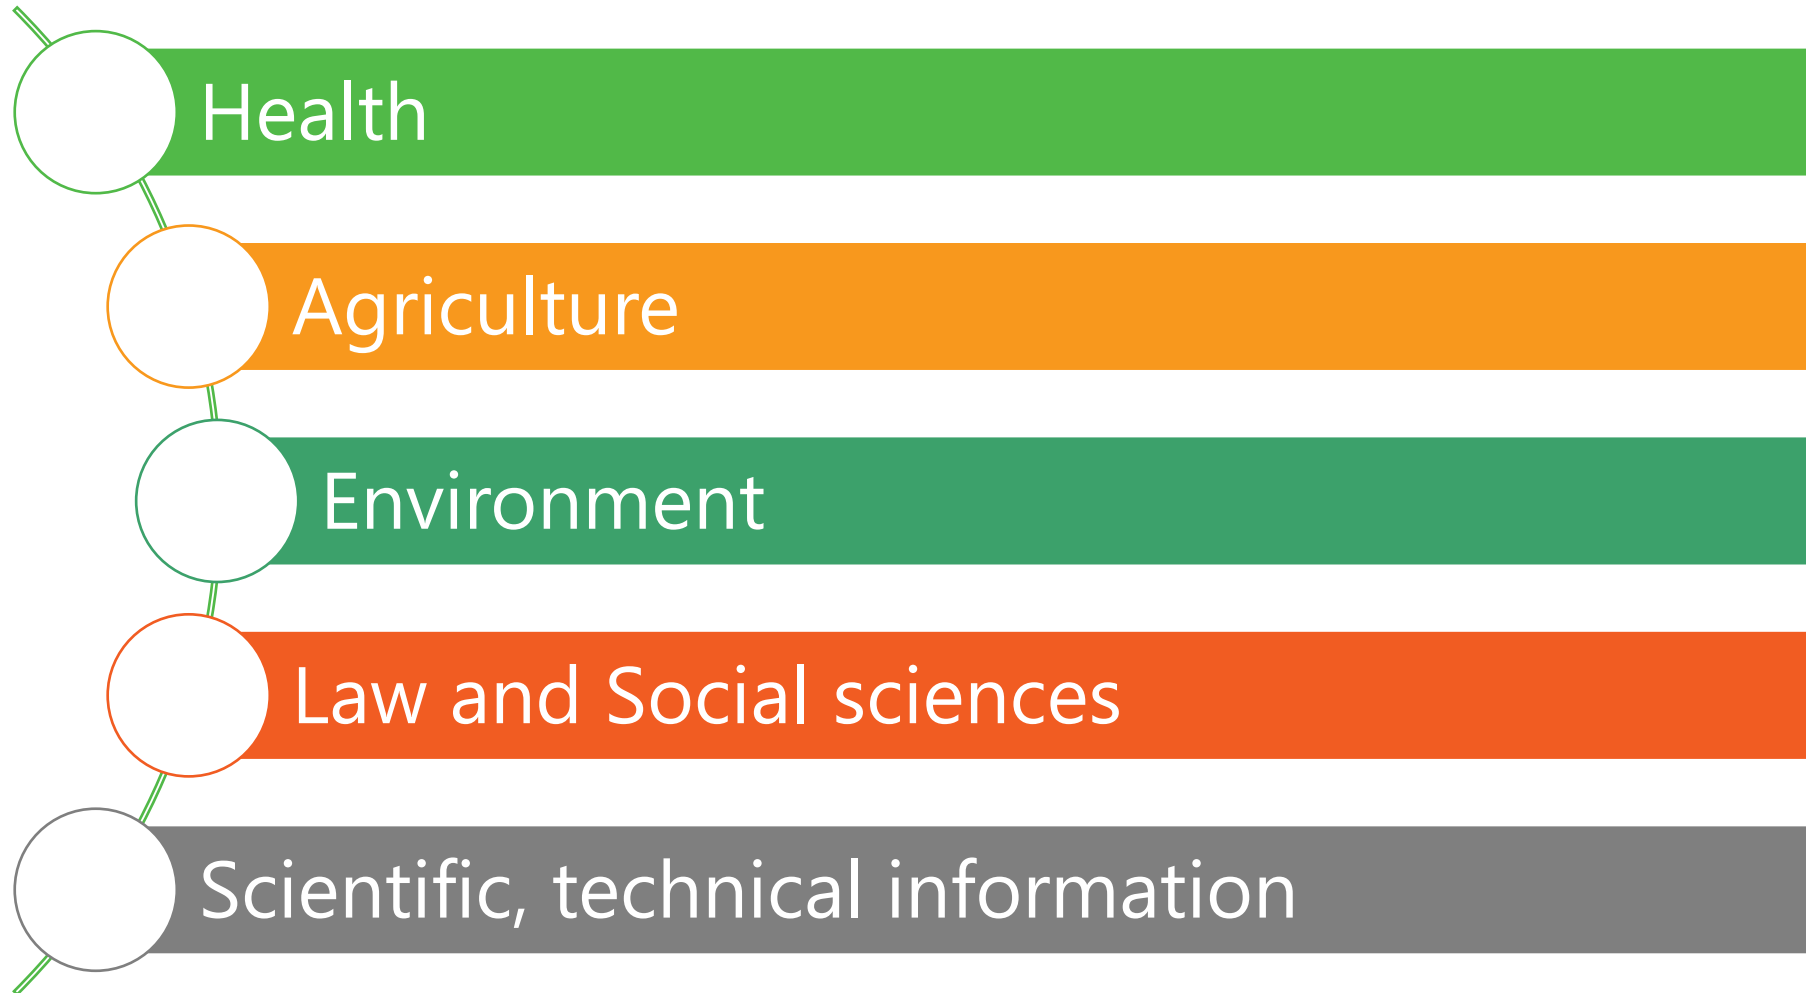 Health
Agriculture
Environment
Law and Social sciences
Scientific, technical information